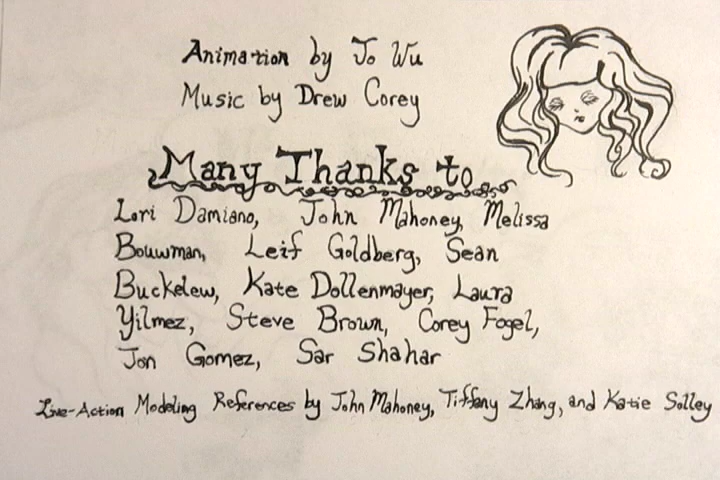 Animation by Jo Wu
Music by Drew Corey
Many Thanks to
Lori Damiano, John Mahoney, Melissa
Bouwman, Leif Goldberg, Sean
Buckelew, Kate Dollenmayer, Laura
Yilmez, Steve Brown, Corey Fogel,
Jon Gomez, Sar Shahar
Live-Action Modeling References by John Mahoney, Tiffany Zhang, and Katie Solley